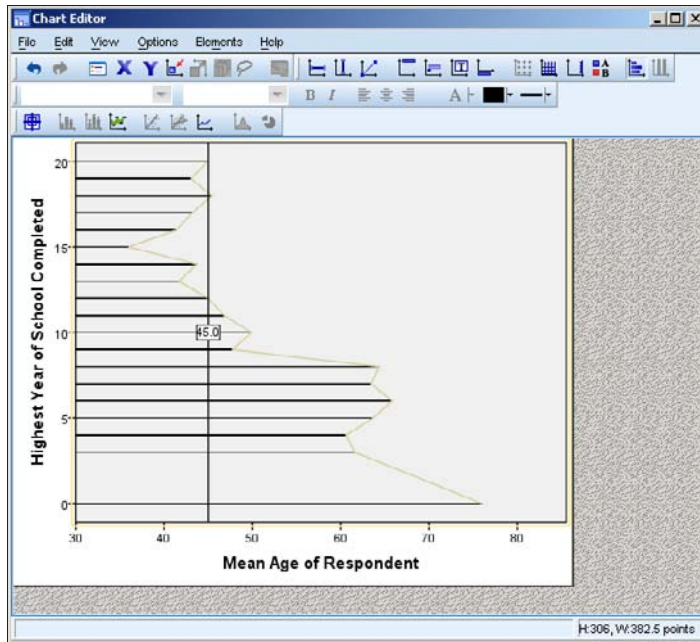 Chart Editor
File Edit View Options Elements Help
X Y
A
B
B I A
20
15
10
5
0
45.0
Highest Year of School Completed
30 40 50 60 70 80
Mean Age of Respondent
H:306, W:382.5 points